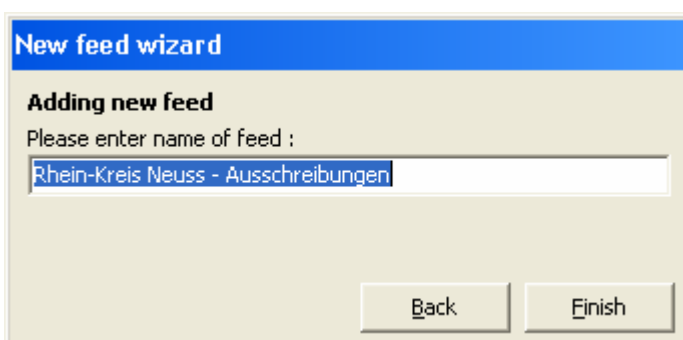 New feed wizard
Adding new feed
Please enter name of feed :
Rhein-Kreis Neuss - Ausschreibungen
Back Finish